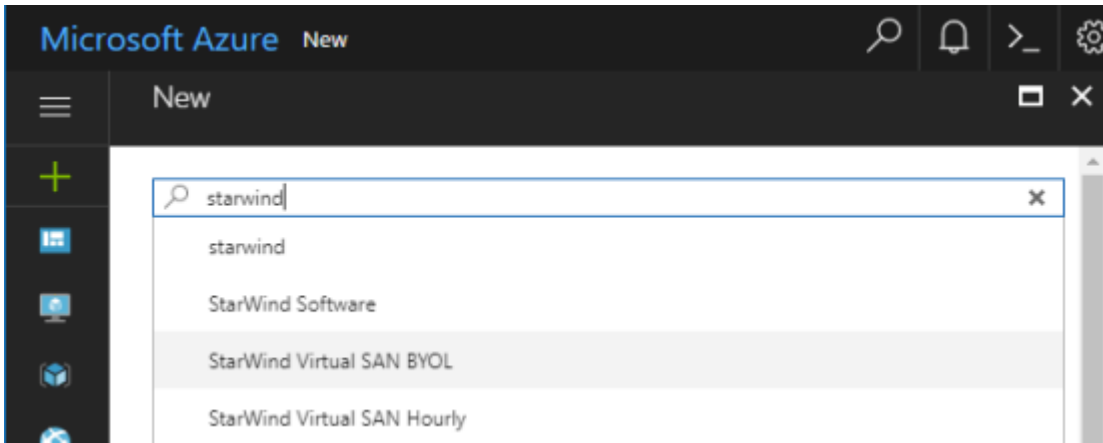 Microsoft Azure New
New
starwind
starwind
StarWind Software
StarWind Virtual SAN BYOL
StarWind Virtual SAN Hourly